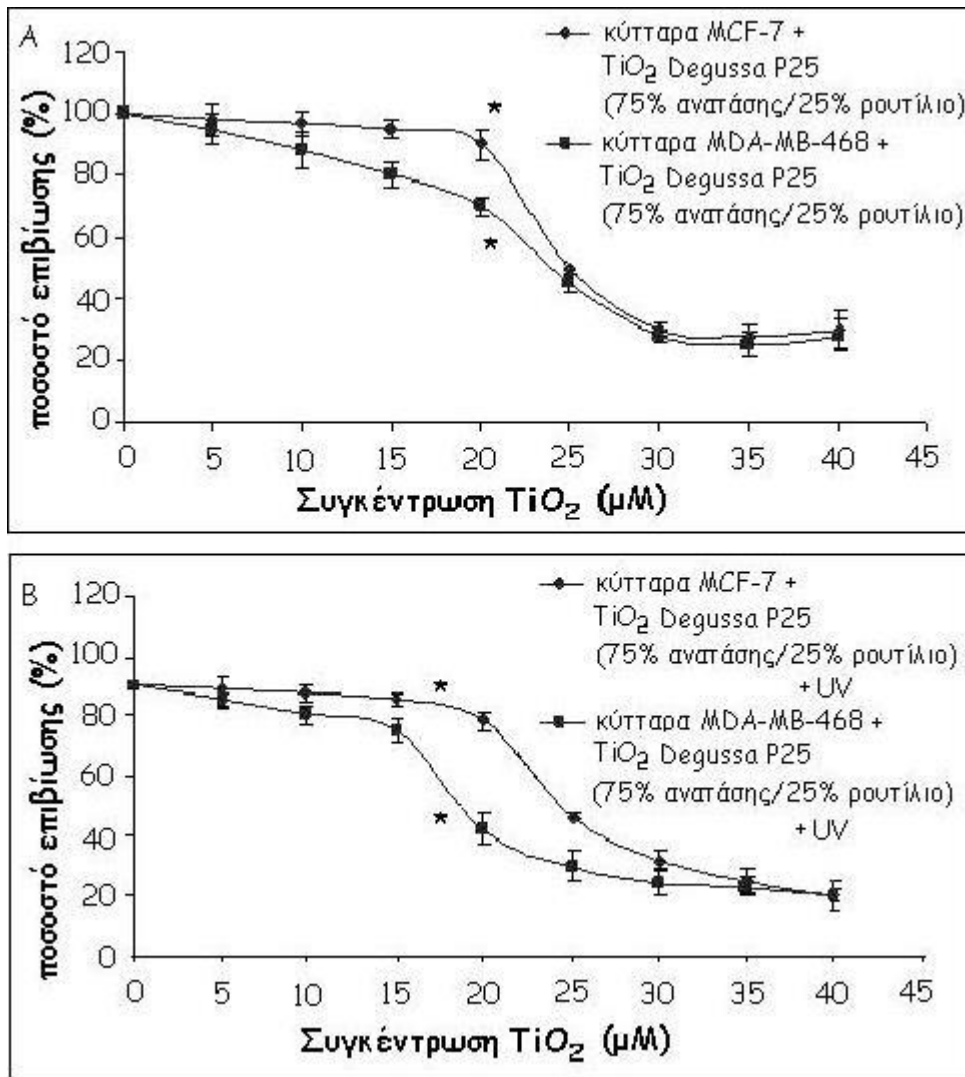 A
120
100
80
60
40
20
0
ποσοστό επιβίωσης (%)
κύτταρα MCF-7 +
TiO2 Degussa P25
(75% ανατάσης/25% ρουτίλιο)
κύτταρα MDA-MB-468 +
TiO2 Degussa P25
(75% ανατάσης/25% ρουτίλιο)
★
★
0 5 10 15 20 25 30 35 40 45
Συγκέντρωση TiO2 (μM)
B
120
100
80
60
40
20
0
ποσοστό επιβίωσης (%)
κύτταρα MCF-7 +
TiO2 Degussa P25
(75% ανατάσης/25% ρουτίλιο)
+ UV
κύτταρα MDA-MB-468 +
TiO2 Degussa P25
(75% ανατάσης/25% ρουτίλιο)
+ UV
★
★
0 5 10 15 20 25 30 35 40 45
Συγκέντρωση TiO2 (μM)